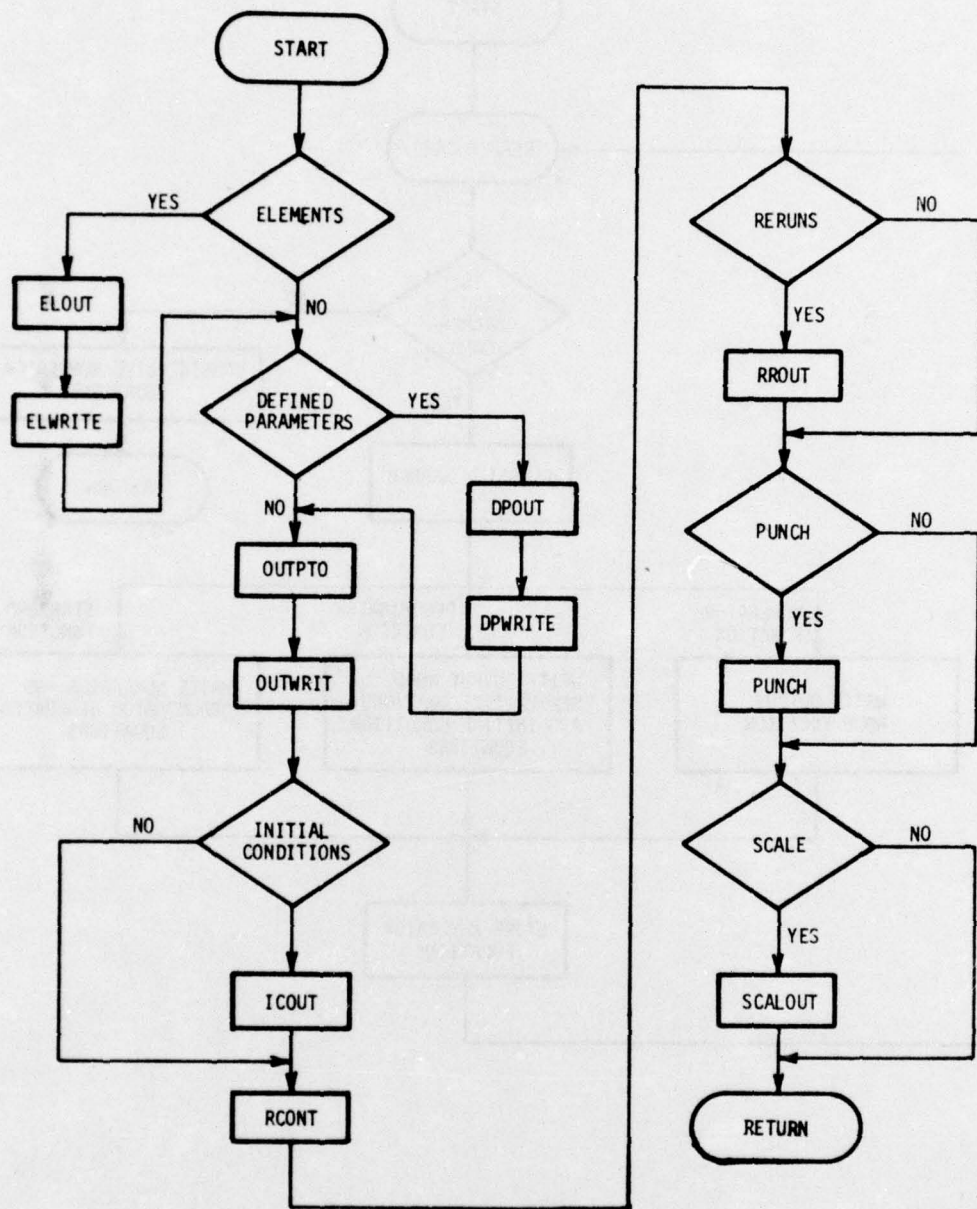 START
ELEMENTS
YES
NO
ELOUT
ELWRITE
DEFINED
PARAMETERS
YES
NO
DPOUT
DPWRITE
OUTPTO
OUTWRIT
INITIAL
CONDITIONS
NO
ICOUT
RCONT
RERUNS
NO
YES
RROUT
PUNCH
NO
YES
PUNCH
SCALE
NO
YES
SCALOUT
RETURN